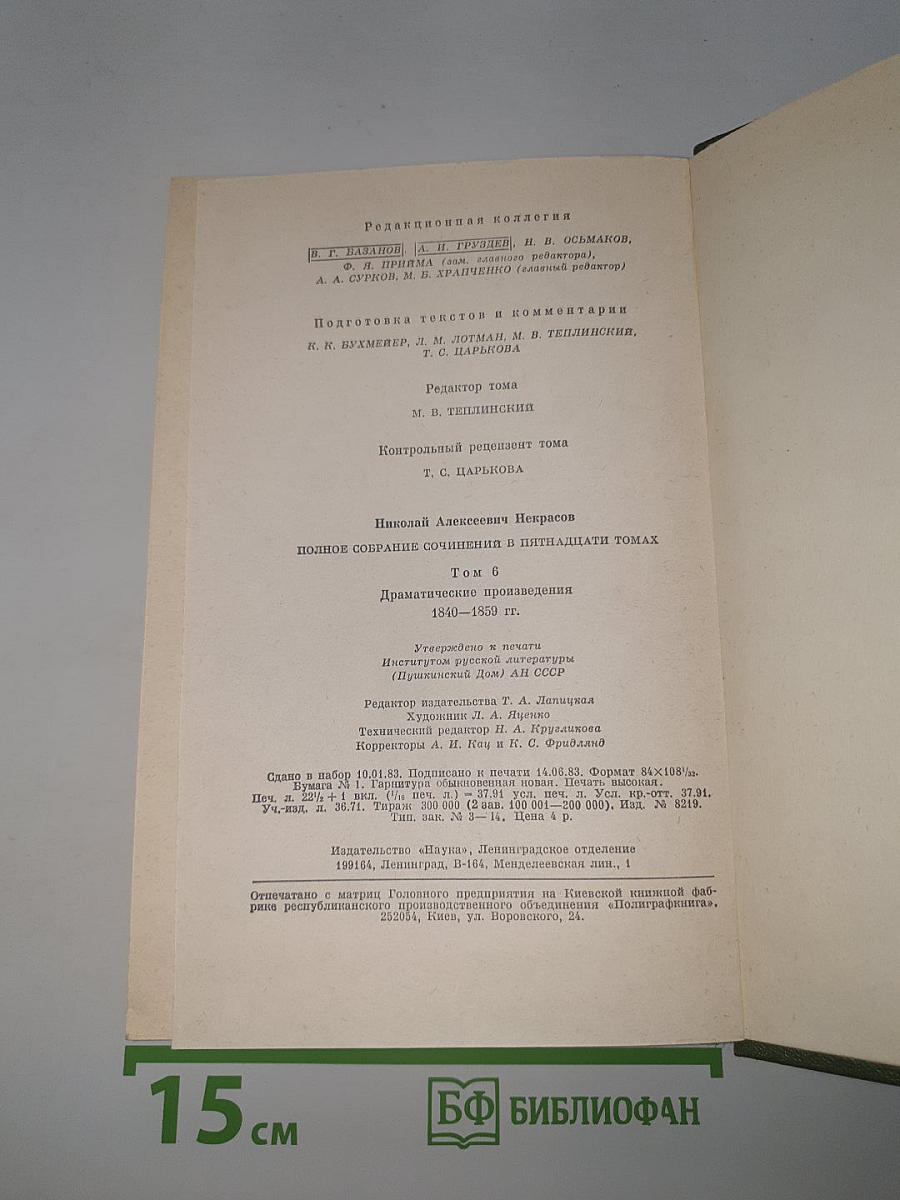 Редакционная коллегия
В. Г. БАЗАНОВ, А. И. ГРУЗДЕВ, Н. В. ОСЬМАКОВ,
Ф. Я. ПРИЙМА (зам. главного редактора),
А. А. СУРКОВ, М. Б. ХРАПЧЕНКО (главный редактор)
Подготовка текстов и комментарии
К. К. БУХМЕЙЕР, Л. М. ЛОТМАН, М. В. ТЕПЛИНСКИЙ,
Т. С. ЦАРЬКОВА
Редактор тома
М. В. ТЕПЛИНСКИЙ
Контрольный рецензент тома
Т. С. ЦАРЬКОВА
Николай Алексеевич Некрасов
ПОЛНОЕ СОБРАНИЕ СОЧИНЕНИЙ В ПЯТНАДЦАТИ ТОМАХ
Том 6
Драматические произведения
1840—1859 гг.
Утверждено к печати
Институтом русской литературы
(Пушкинский Дом) АН СССР
Редактор издательства Т. А. Лапицкая
Художник Л. А. Яценко
Технический редактор Н. А. Кругликова
Корректоры А. И. Кац и К. С. Фридлянд
Сдано в набор 10.01.83. Подписано к печати 14.06.83. Формат 84×108¹/₃₂.
Бумага № 1. Гарнитура обыкновенная новая. Печать высокая.
Печ. л. 22¹/₂ + 1 вкл. (¹/₁₆ печ. л.) = 37.91 усл. печ. л. Усл. кр.-отт. 37.91.
Уч.-изд. л. 36.71. Тираж 300 000 (2 зав. 100 001—200 000). Изд. № 8219.
Тип. зак. № 3—14. Цена 4 р.
Издательство «Наука», Ленинградское отделение
199164, Ленинград, В-164, Менделеевская лин., 1
Отпечатано с матриц Головного предприятия на Киевской книжной фаб-
рике республиканского производственного объединения «Полиграфкнига».
252054, Киев, ул. Воровского, 24.
15 см
БФ БИБЛИОФАН